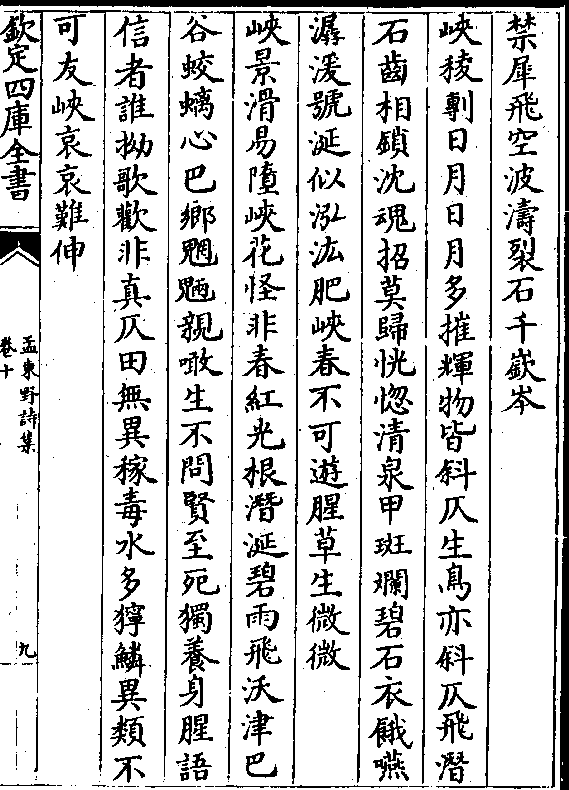 禁犀飛空波濤裂石千嶔岑
峽稜剸日月日月多摧輝物皆斜仄生鳥亦斜仄飛潛
石齒相鎖沈魂招莫歸恍惚清泉甲斑斕碧石衣餓嚥
潺湲號涎似泓浤肥峽春不可遊腥草生微微
峽景滑易墮峽花怪非春紅光根潛涎碧雨飛沃津巴
谷蛟螭心巴鄉魍魎親噉生不問賢至死獨養身腥語
信者誰拗歌歡非真仄田無異稼毒水多獰鱗異類不
可友峽哀哀難伸
欽定四庫全書
孟東野詩集
卷十
九